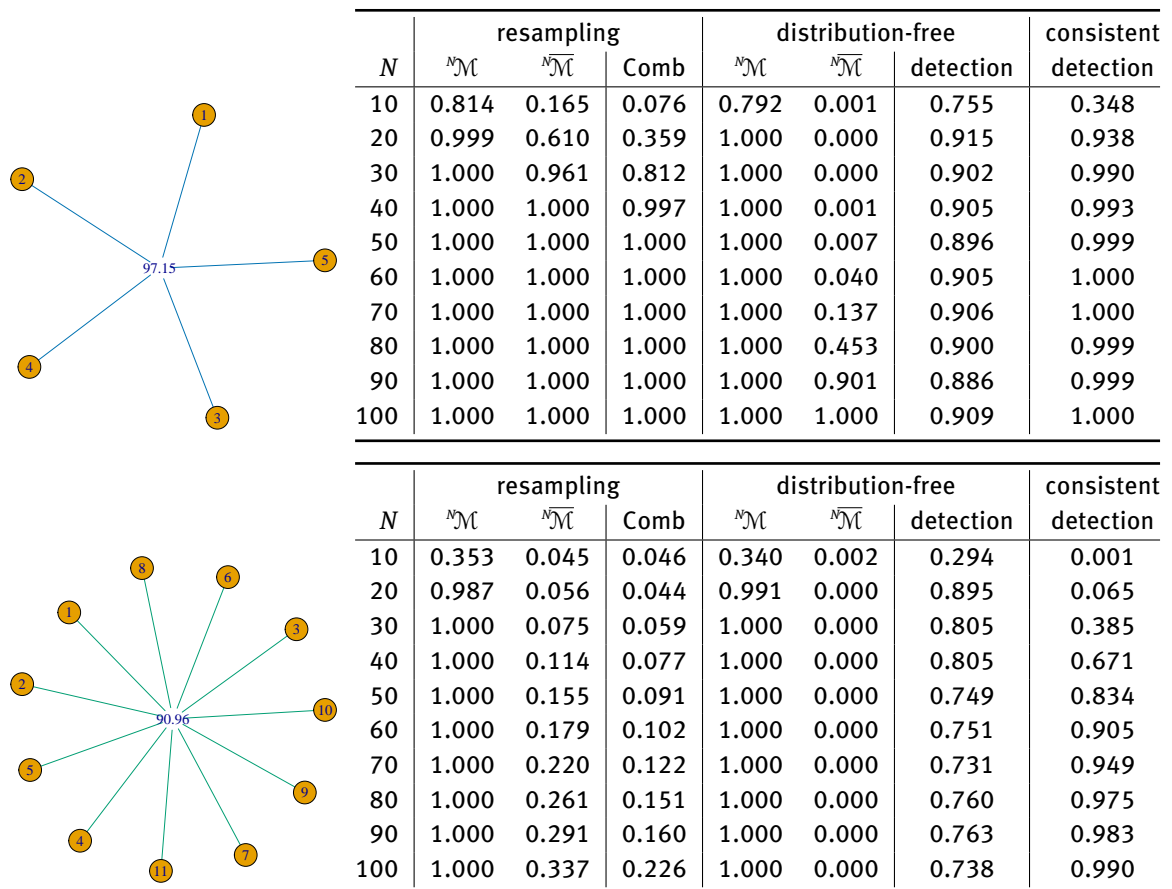 1
2
97.15
5
4
3
resampling distribution-free consistent
N ᴺℳ ᴺℳ̅ Comb ᴺℳ ᴺℳ̅ detection detection
10 0.814 0.165 0.076 0.792 0.001 0.755 0.348
20 0.999 0.610 0.359 1.000 0.000 0.915 0.938
30 1.000 0.961 0.812 1.000 0.000 0.902 0.990
40 1.000 1.000 0.997 1.000 0.001 0.905 0.993
50 1.000 1.000 1.000 1.000 0.007 0.896 0.999
60 1.000 1.000 1.000 1.000 0.040 0.905 1.000
70 1.000 1.000 1.000 1.000 0.137 0.906 1.000
80 1.000 1.000 1.000 1.000 0.453 0.900 0.999
90 1.000 1.000 1.000 1.000 0.901 0.886 0.999
100 1.000 1.000 1.000 1.000 1.000 0.909 1.000
8
6
1
3
2
90.96
10
5
9
4
7
11
resampling distribution-free consistent
N ᴺℳ ᴺℳ̅ Comb ᴺℳ ᴺℳ̅ detection detection
10 0.353 0.045 0.046 0.340 0.002 0.294 0.001
20 0.987 0.056 0.044 0.991 0.000 0.895 0.065
30 1.000 0.075 0.059 1.000 0.000 0.805 0.385
40 1.000 0.114 0.077 1.000 0.000 0.805 0.671
50 1.000 0.155 0.091 1.000 0.000 0.749 0.834
60 1.000 0.179 0.102 1.000 0.000 0.751 0.905
70 1.000 0.220 0.122 1.000 0.000 0.731 0.949
80 1.000 0.261 0.151 1.000 0.000 0.760 0.975
90 1.000 0.291 0.160 1.000 0.000 0.763 0.983
100 1.000 0.337 0.226 1.000 0.000 0.738 0.990